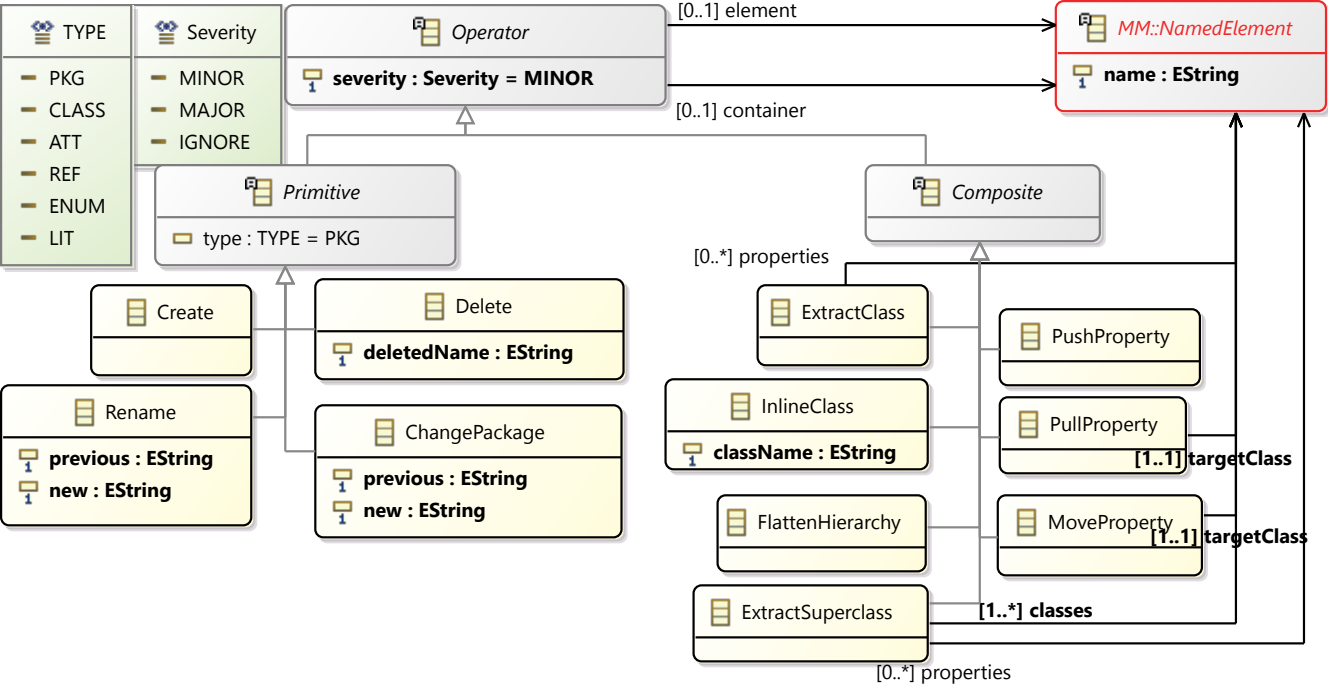 TYPE
PKG
CLASS
ATT
REF
ENUM
LIT
Severity
MINOR
MAJOR
IGNORE
Operator
severity : Severity = MINOR
[0..1] element
[0..1] container
MM::NamedElement
name : EString
Primitive
type : TYPE = PKG
Composite
Create
Delete
deletedName : EString
Rename
previous : EString
new : EString
ChangePackage
previous : EString
new : EString
[0..*] properties
ExtractClass
PushProperty
InlineClass
className : EString
PullProperty
[1..1] targetClass
FlattenHierarchy
MoveProperty
[1..1] targetClass
ExtractSuperclass
[1..*] classes
[0..*] properties